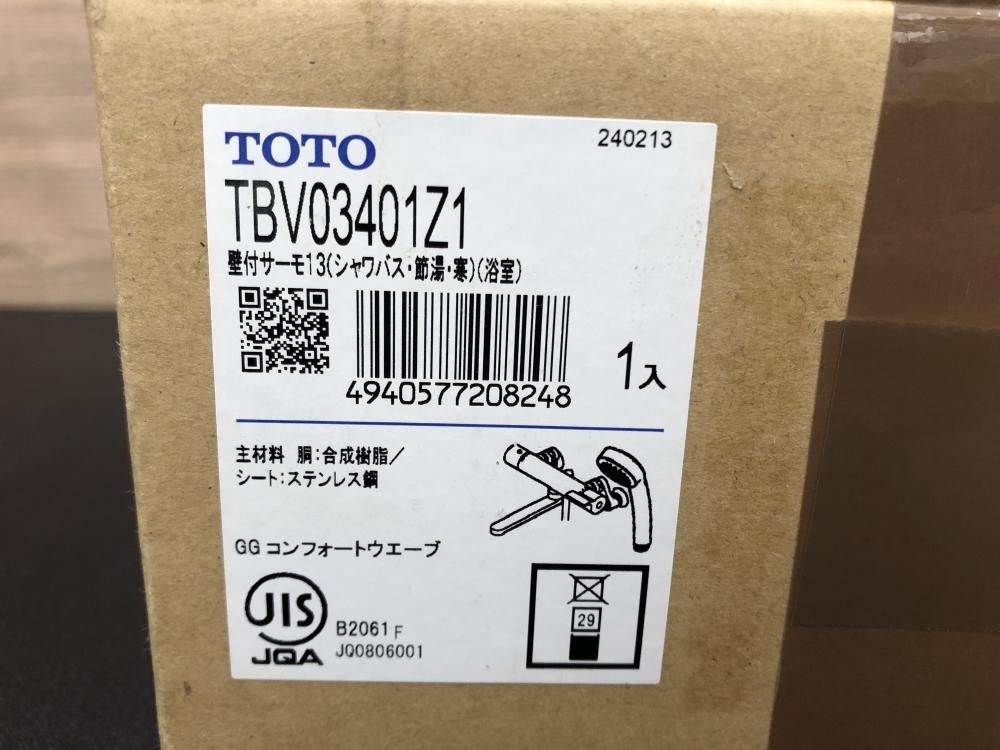 TOTO
240213
TBV03401Z1
壁付サーモ13(シャワバス・節湯・寒)(浴室)
4940577208248
1入
主材料 胴:合成樹脂/
シート:ステンレス鋼
GGコンフォートウエーブ
JIS
JQA
B2061 F
JQ0806001
29